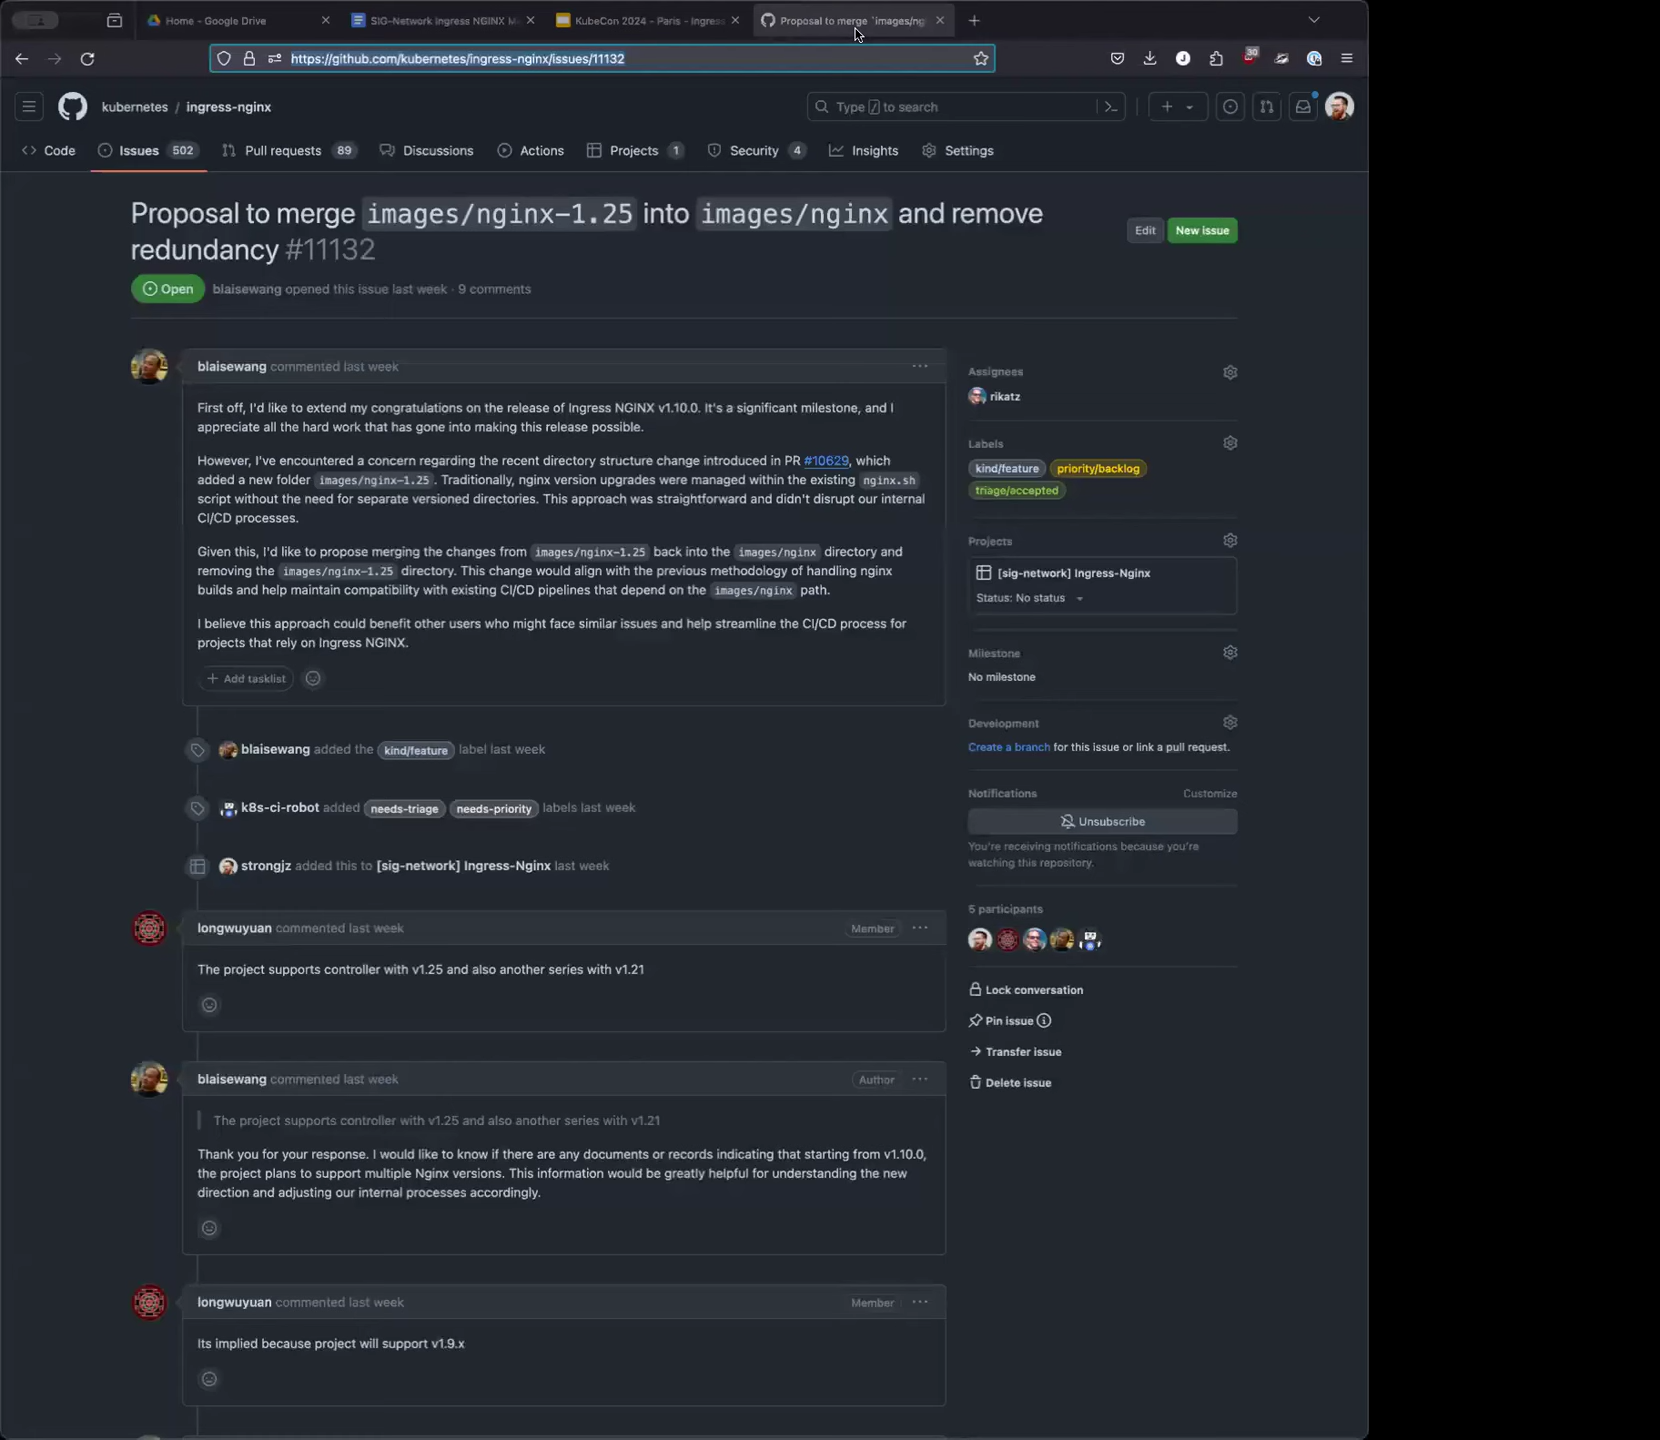 Home - Google Drive
SIG-Network Ingress NGINX M
KubeCon 2024 - Paris - Ingress
Proposal to merge `images/ng
https://github.com/kubernetes/ingress-nginx/issues/11132
30
kubernetes / ingress-nginx
Type / to search
Code
Issues 502
Pull requests 89
Discussions
Actions
Projects 1
Security 4
Insights
Settings
Proposal to merge images/nginx-1.25 into images/nginx and remove
redundancy #11132
Edit
New issue
Open
blaisewang opened this issue last week · 9 comments
blaisewang commented last week
First off, I'd like to extend my congratulations on the release of Ingress NGINX v1.10.0. It's a significant milestone, and I
appreciate all the hard work that has gone into making this release possible.
However, I've encountered a concern regarding the recent directory structure change introduced in PR #10629, which
added a new folder images/nginx-1.25. Traditionally, nginx version upgrades were managed within the existing nginx.sh
script without the need for separate versioned directories. This approach was straightforward and didn't disrupt our internal
CI/CD processes.
Given this, I'd like to propose merging the changes from images/nginx-1.25 back into the images/nginx directory and
removing the images/nginx-1.25 directory. This change would align with the previous methodology of handling nginx
builds and help maintain compatibility with existing CI/CD pipelines that depend on the images/nginx path.
I believe this approach could benefit other users who might face similar issues and help streamline the CI/CD process for
projects that rely on Ingress NGINX.
Add tasklist
blaisewang added the kind/feature label last week
k8s-ci-robot added needs-triage needs-priority labels last week
strongjz added this to [sig-network] Ingress-Nginx last week
longwuyuan commented last week
Member
The project supports controller with v1.25 and also another series with v1.21
blaisewang commented last week
Author
The project supports controller with v1.25 and also another series with v1.21
Thank you for your response. I would like to know if there are any documents or records indicating that starting from v1.10.0,
the project plans to support multiple Nginx versions. This information would be greatly helpful for understanding the new
direction and adjusting our internal processes accordingly.
longwuyuan commented last week
Member
Its implied because project will support v1.9.x
Assignees
rikatz
Labels
kind/feature priority/backlog
triage/accepted
Projects
[sig-network] Ingress-Nginx
Status: No status
Milestone
No milestone
Development
Create a branch for this issue or link a pull request.
Notifications
Customize
Unsubscribe
You're receiving notifications because you're
watching this repository.
5 participants
Lock conversation
Pin issue
Transfer issue
Delete issue